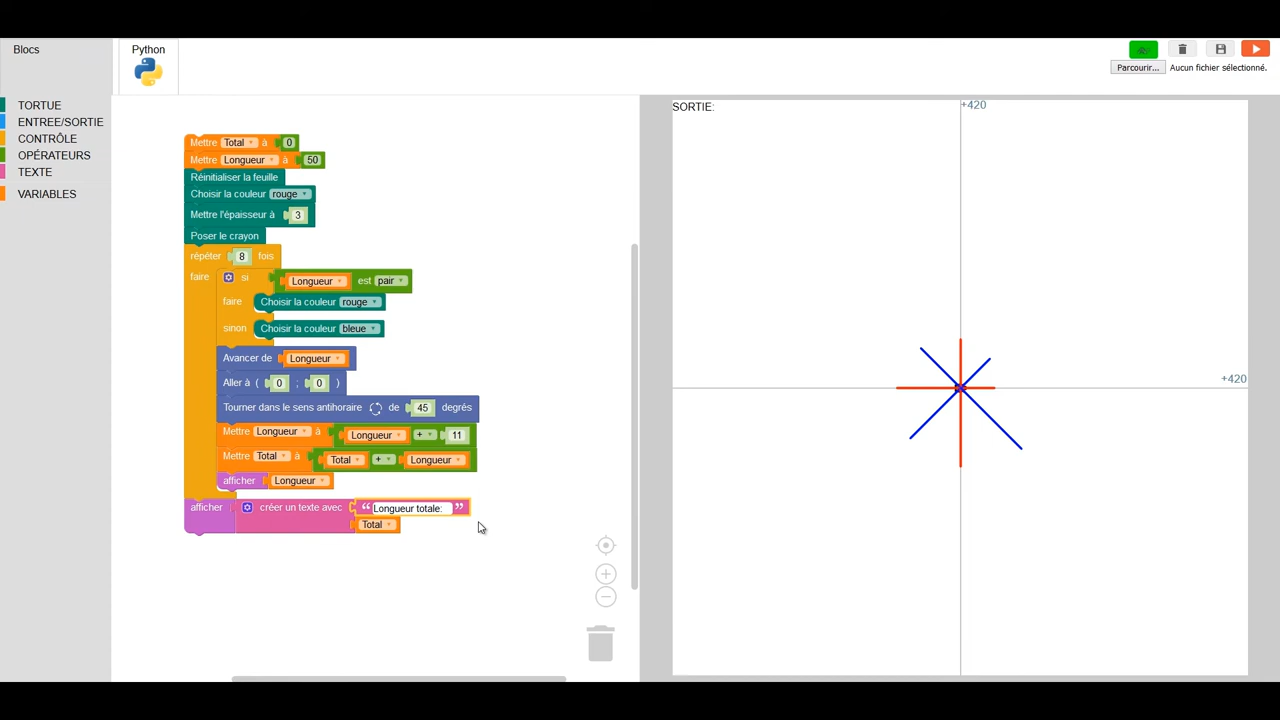 Blocs
Python
Parcourir... Aucun fichier sélectionné.
TORTUE
ENTREE/SORTIE
CONTRÔLE
OPÉRATEURS
TEXTE
VARIABLES
Mettre Total à 0
Mettre Longueur à 50
Réinitialiser la feuille
Choisir la couleur rouge
Mettre l'épaisseur à 3
Poser le crayon
répéter 8 fois
faire si Longueur est pair
faire Choisir la couleur rouge
sinon Choisir la couleur bleue
Avancer de Longueur
Aller à ( 0 ; 0 )
Tourner dans le sens antihoraire de 45 degrés
Mettre Longueur à Longueur + 11
Mettre Total à Total + Longueur
afficher Longueur
afficher créer un texte avec “ Longueur totale: ”
Total
SORTIE:
+420
+420